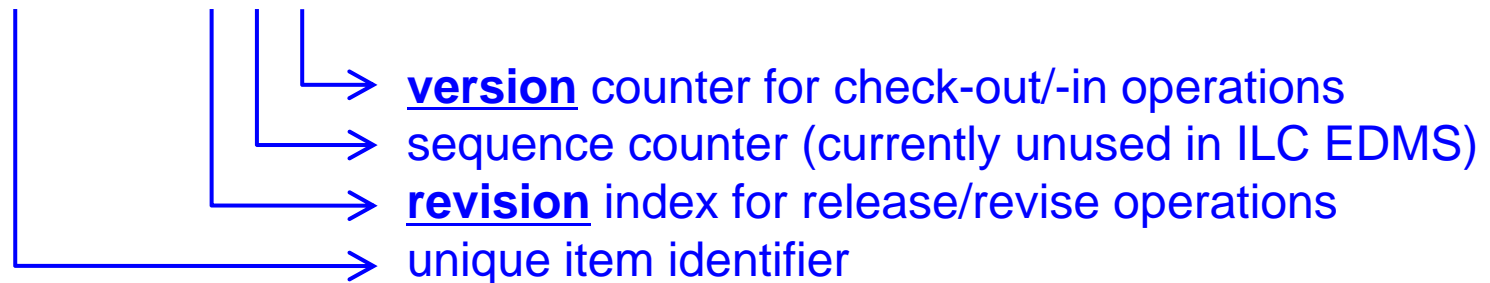 version counter for check-out/-in operations
sequence counter (currently unused in ILC EDMS)
revision index for release/revise operations
unique item identifier